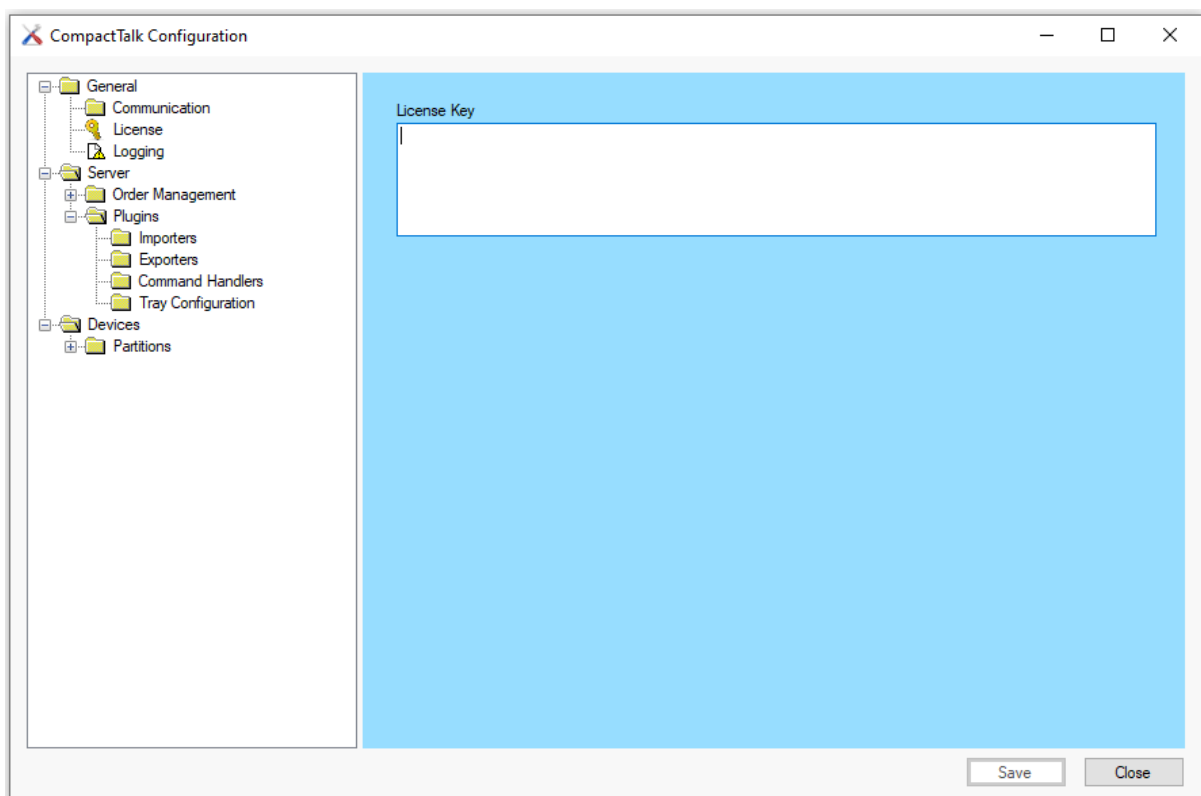 CompactTalk Configuration
General
Communication
License
Logging
Server
Order Management
Plugins
Importers
Exporters
Command Handlers
Tray Configuration
Devices
Partitions
License Key
Save
Close